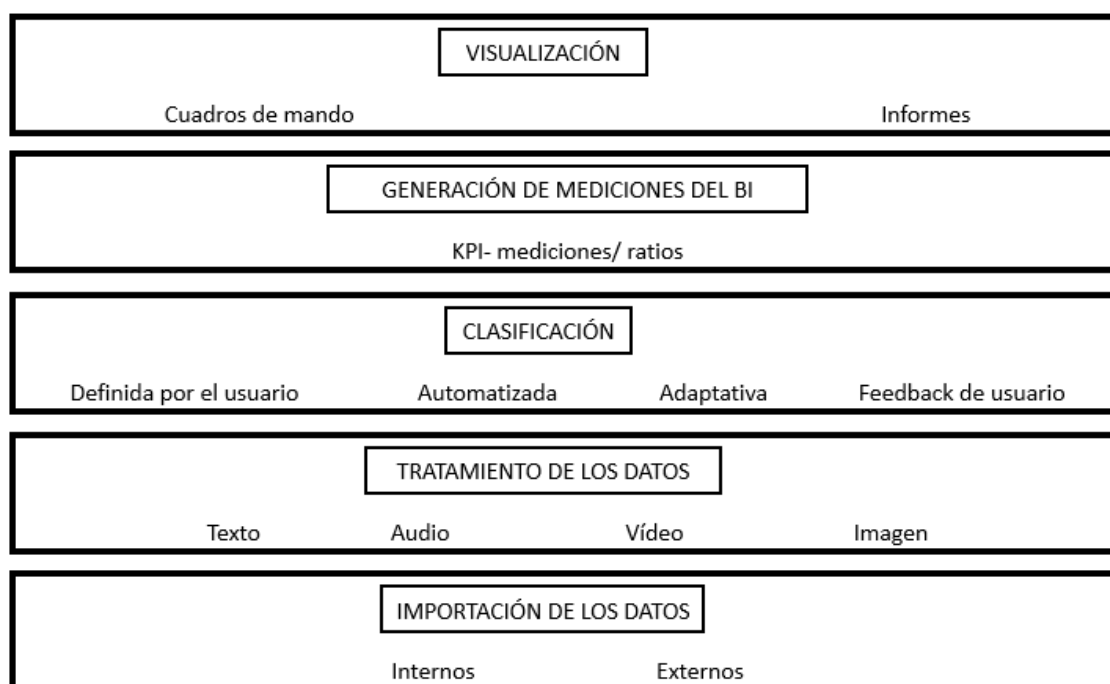 VISUALIZACIÓN
Cuadros de mando Informes
GENERACIÓN DE MEDICIONES DEL BI
KPI- mediciones/ ratios
CLASIFICACIÓN
Definida por el usuario Automatizada Adaptativa Feedback de usuario
TRATAMIENTO DE LOS DATOS
Texto Audio Vídeo Imagen
IMPORTACIÓN DE LOS DATOS
Internos Externos